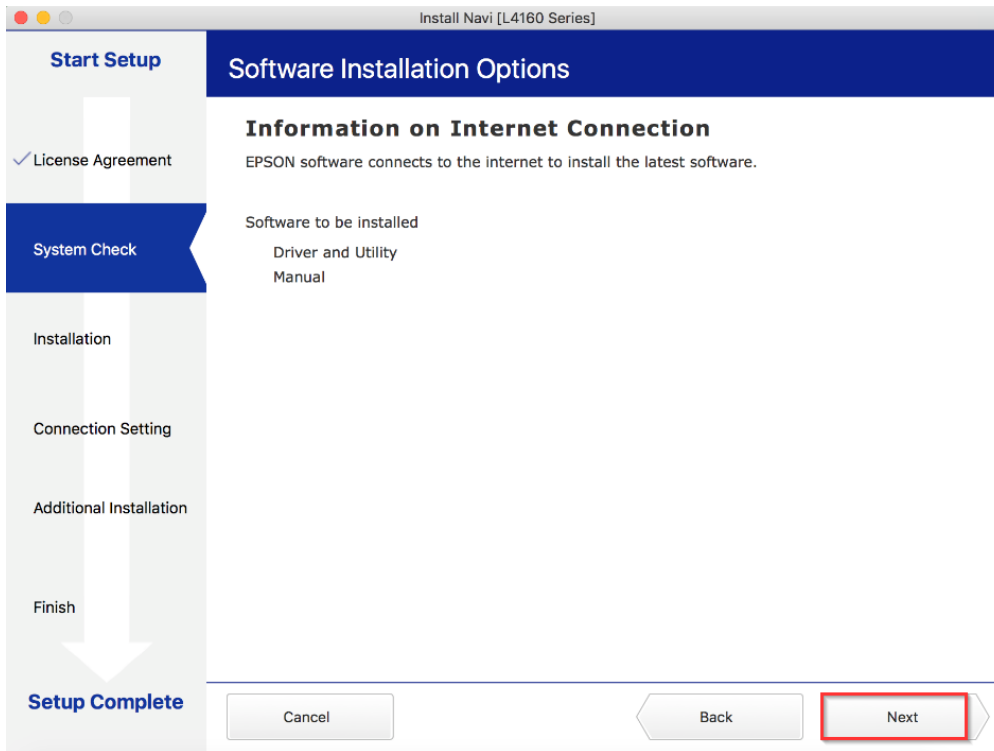 Install Navi [L4160 Series]
Start Setup
License Agreement
System Check
Installation
Connection Setting
Additional Installation
Finish
Setup Complete
Software Installation Options
Information on Internet Connection
EPSON software connects to the internet to install the latest software.
Software to be installed
Driver and Utility
Manual
Cancel
Back
Next